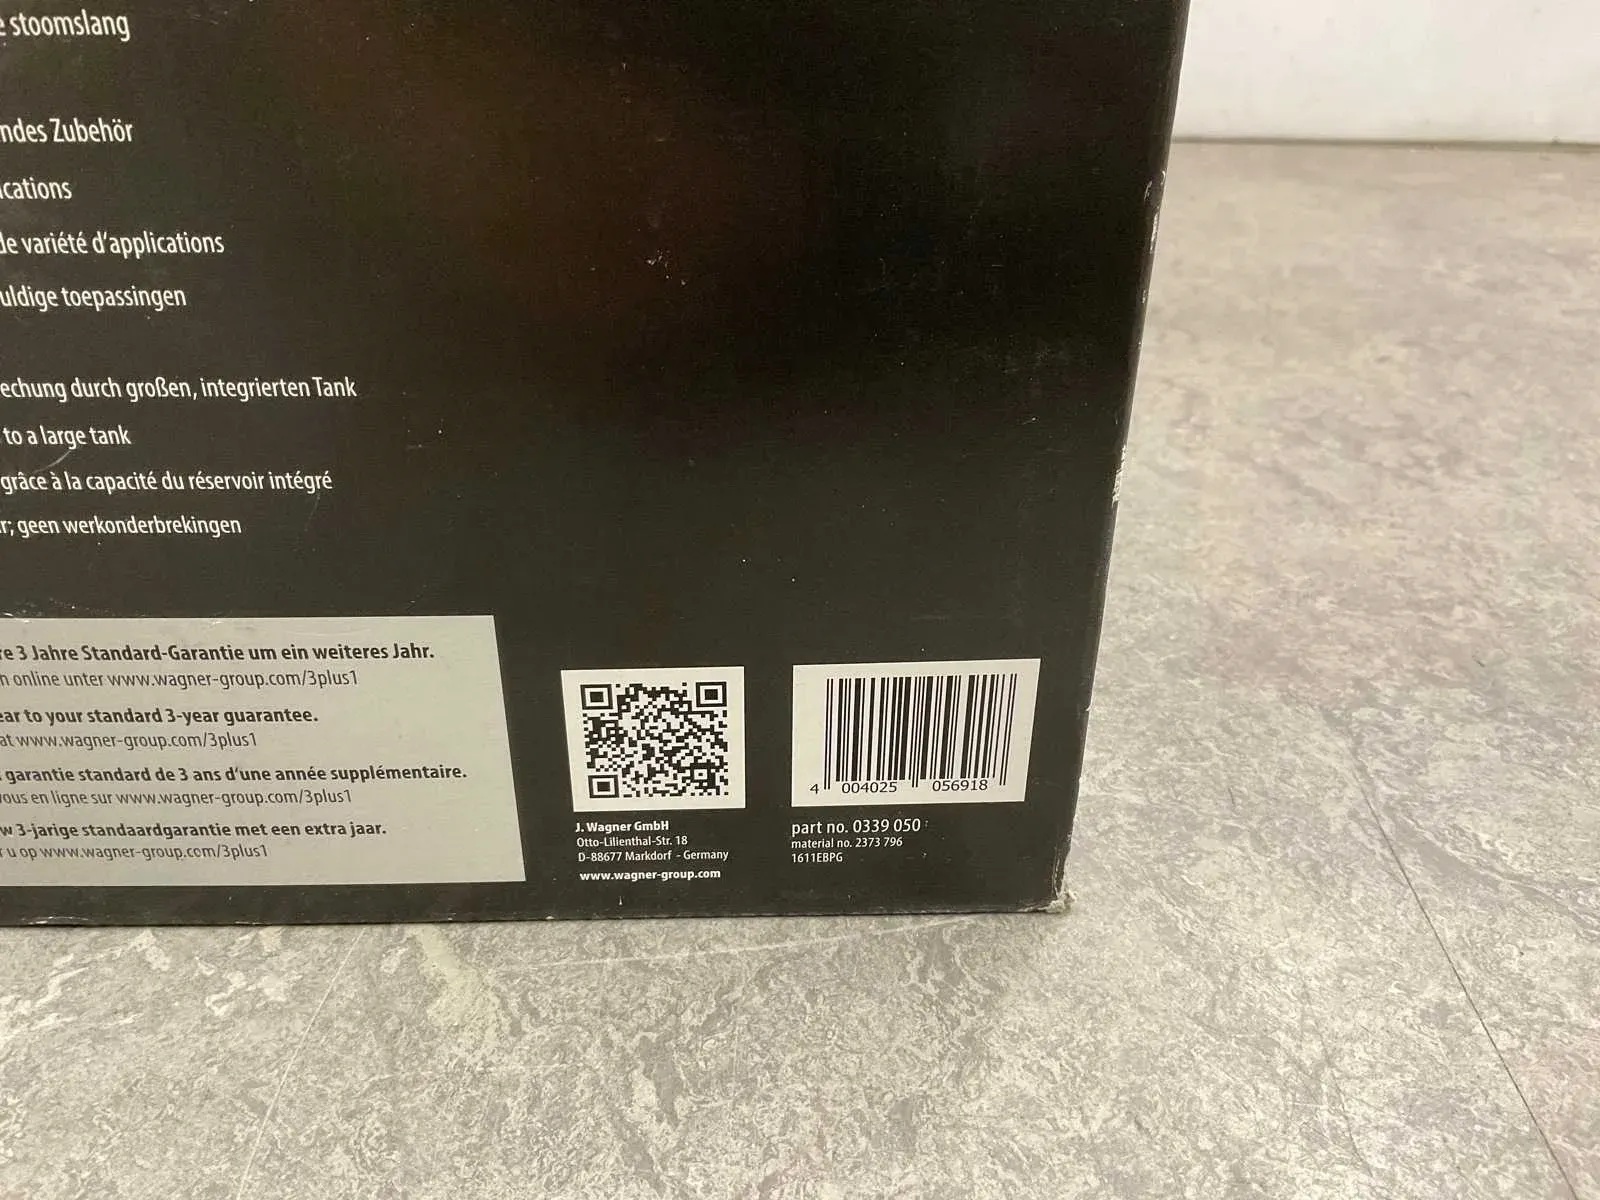 e stoomslang
ndes Zubehör
ications
de variété d'applications
uldige toepassingen
echung durch großen, integrierten Tank
to a large tank
grâce à la capacité du réservoir intégré
r; geen werkonderbrekingen
re 3 Jahre Standard-Garantie um ein weiteres Jahr.
n online unter www.wagner-group.com/3plus1
ear to your standard 3-year guarantee.
at www.wagner-group.com/3plus1
garantie standard de 3 ans d'une année supplémentaire.
vous en ligne sur www.wagner-group.com/3plus1
w 3-jarige standaardgarantie met een extra jaar.
r u op www.wagner-group.com/3plus1
J. Wagner GmbH
Otto-Lilienthal-Str. 18
D-88677 Markdorf - Germany
www.wagner-group.com
4 004025 056918
part no. 0339 050
material no. 2373 796
1611EBPG